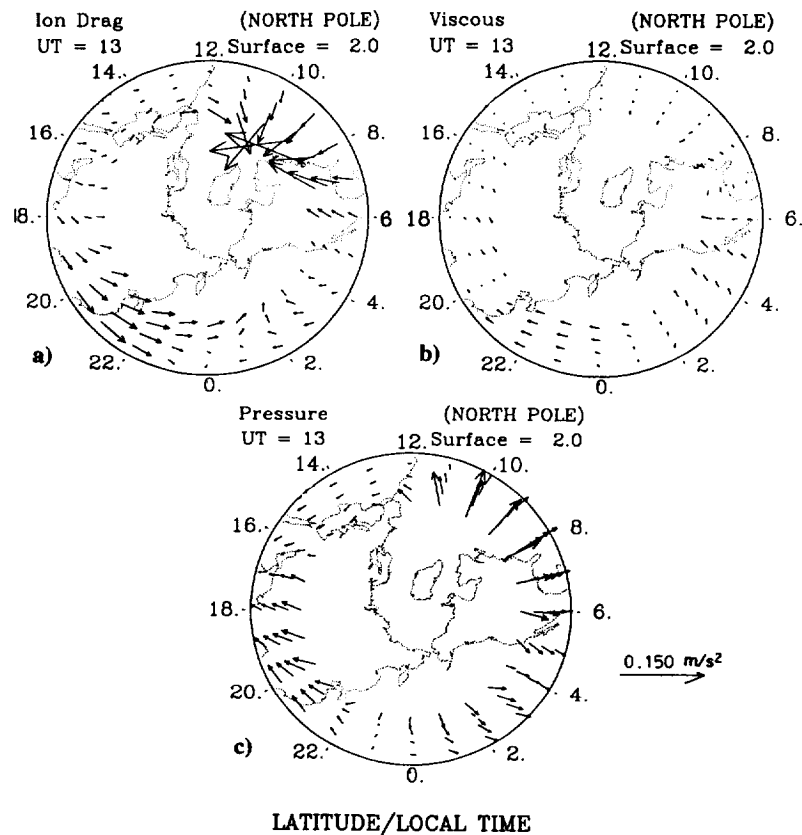 Ion Drag (NORTH POLE)
UT = 13 12. Surface = 2.0
14. 10.
16. 8.
18. 6
20. 4.
a) 22. 2.
0.
Viscous (NORTH POLE)
UT = 13 12. Surface = 2.0
14. 10.
16. 8.
18. 6.
20. 4.
b) 22. 2.
0.
Pressure (NORTH POLE)
UT = 13 12. Surface = 2.0
14. 10.
16. 8.
18. 6.
20. 4.
c) 22. 2.
0.
0.150 m/s²
LATITUDE/LOCAL TIME